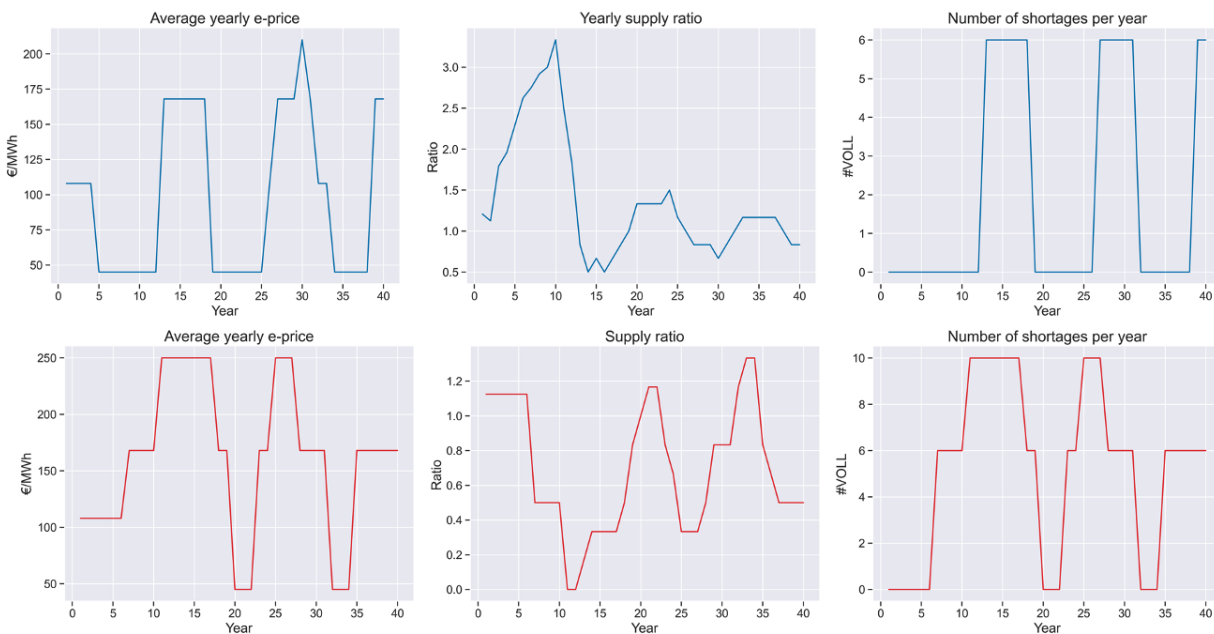 Average yearly e-price
Yearly supply ratio
Number of shortages per year
€/MWh
200
175
150
125
100
75
50
0 5 10 15 20 25 30 35 40
Year
Ratio
3.0
2.5
2.0
1.5
1.0
0.5
0 5 10 15 20 25 30 35 40
Year
#VOLL
6
5
4
3
2
1
0
0 5 10 15 20 25 30 35 40
Year
Average yearly e-price
Supply ratio
Number of shortages per year
€/MWh
250
200
150
100
50
0 5 10 15 20 25 30 35 40
Year
Ratio
1.2
1.0
0.8
0.6
0.4
0.2
0.0
0 5 10 15 20 25 30 35 40
Year
#VOLL
10
8
6
4
2
0
0 5 10 15 20 25 30 35 40
Year